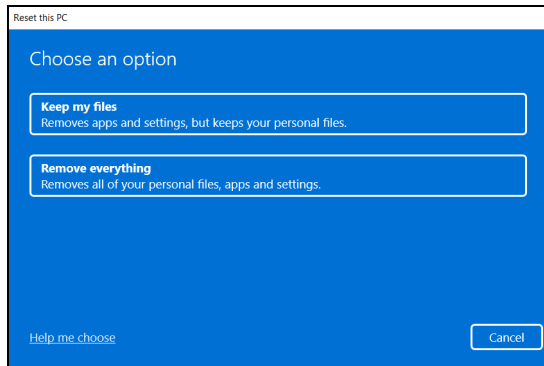 Reset this PC
Choose an option
Keep my files
Removes apps and settings, but keeps your personal files.
Remove everything
Removes all of your personal files, apps and settings.
Help me choose
Cancel